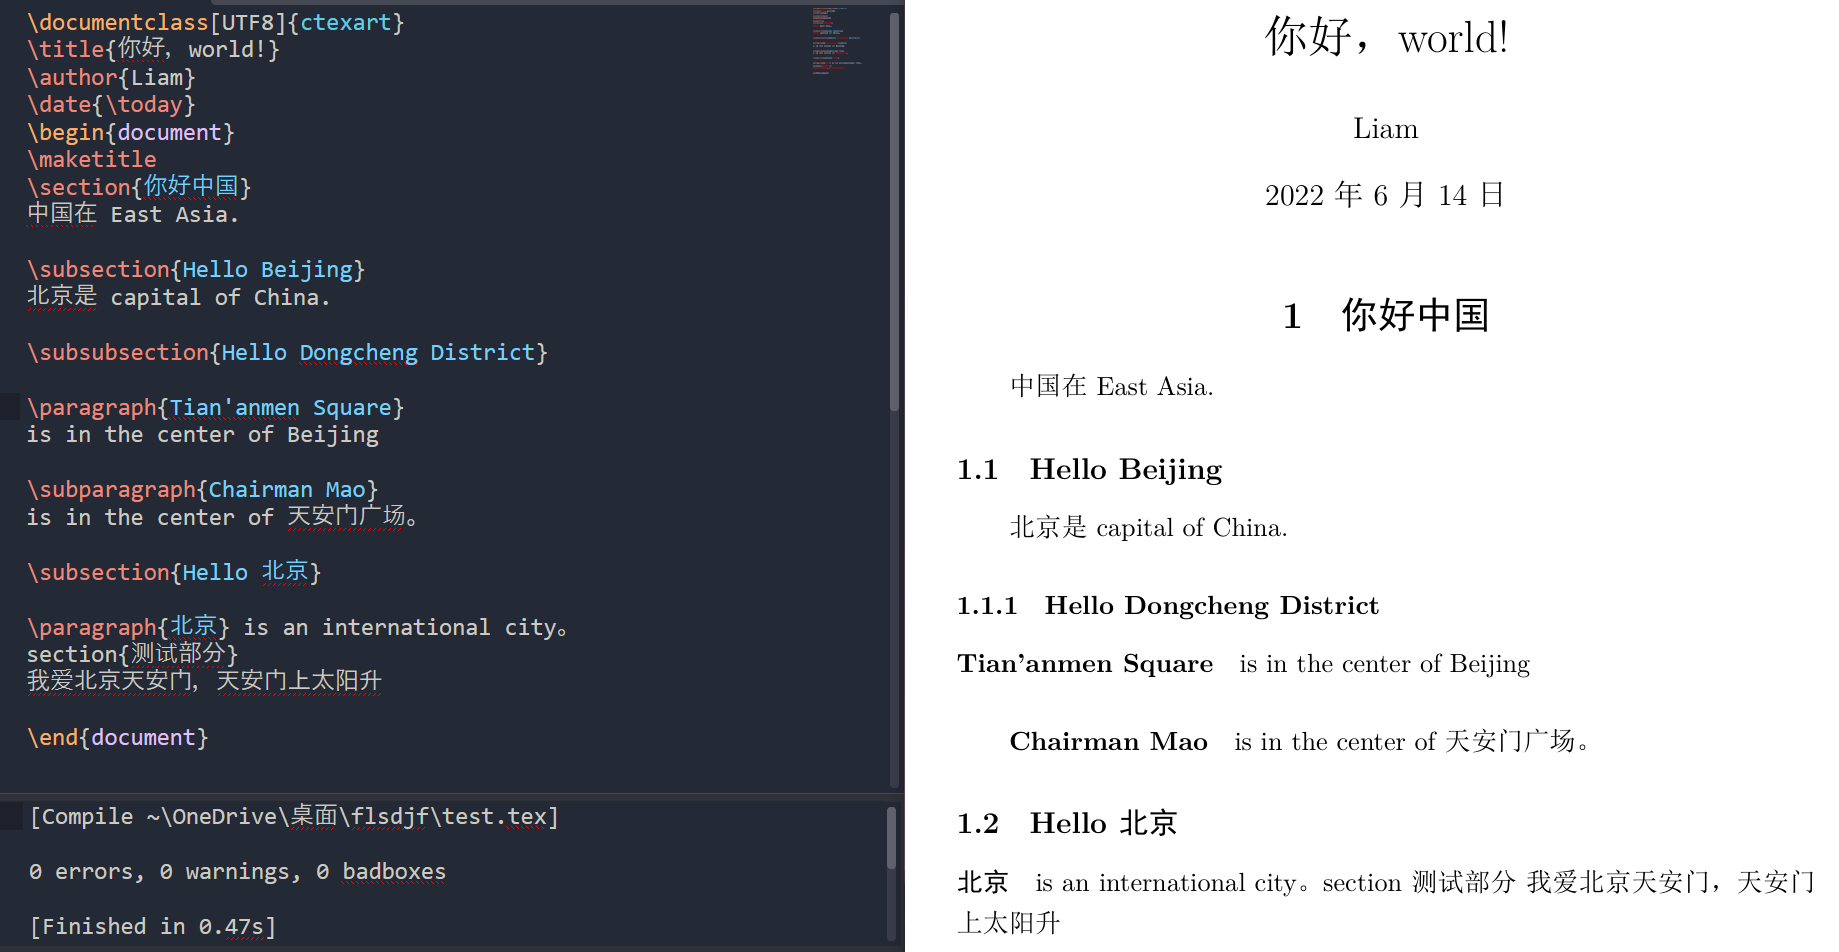 \documentclass[UTF8]{ctexart}
\title{你好，world!}
\author{Liam}
\date{\today}
\begin{document}
\maketitle
\section{你好中国}
中国在 East Asia.
\subsection{Hello Beijing}
北京是 capital of China.
\subsubsection{Hello Dongcheng District}
\paragraph{Tian'anmen Square}
is in the center of Beijing
\subparagraph{Chairman Mao}
is in the center of 天安门广场。
\subsection{Hello 北京}
\paragraph{北京} is an international city。
section{测试部分}
我爱北京天安门，天安门上太阳升
\end{document}
[Compile ~\OneDrive\桌面\flsdjf\test.tex]
0 errors, 0 warnings, 0 badboxes
[Finished in 0.47s]
你好，world!
Liam
2022 年 6 月 14 日
1 你好中国
中国在 East Asia.
1.1 Hello Beijing
北京是 capital of China.
1.1.1 Hello Dongcheng District
Tian’anmen Square is in the center of Beijing
Chairman Mao is in the center of 天安门广场。
1.2 Hello 北京
北京 is an international city。section 测试部分 我爱北京天安门，天安门
上太阳升